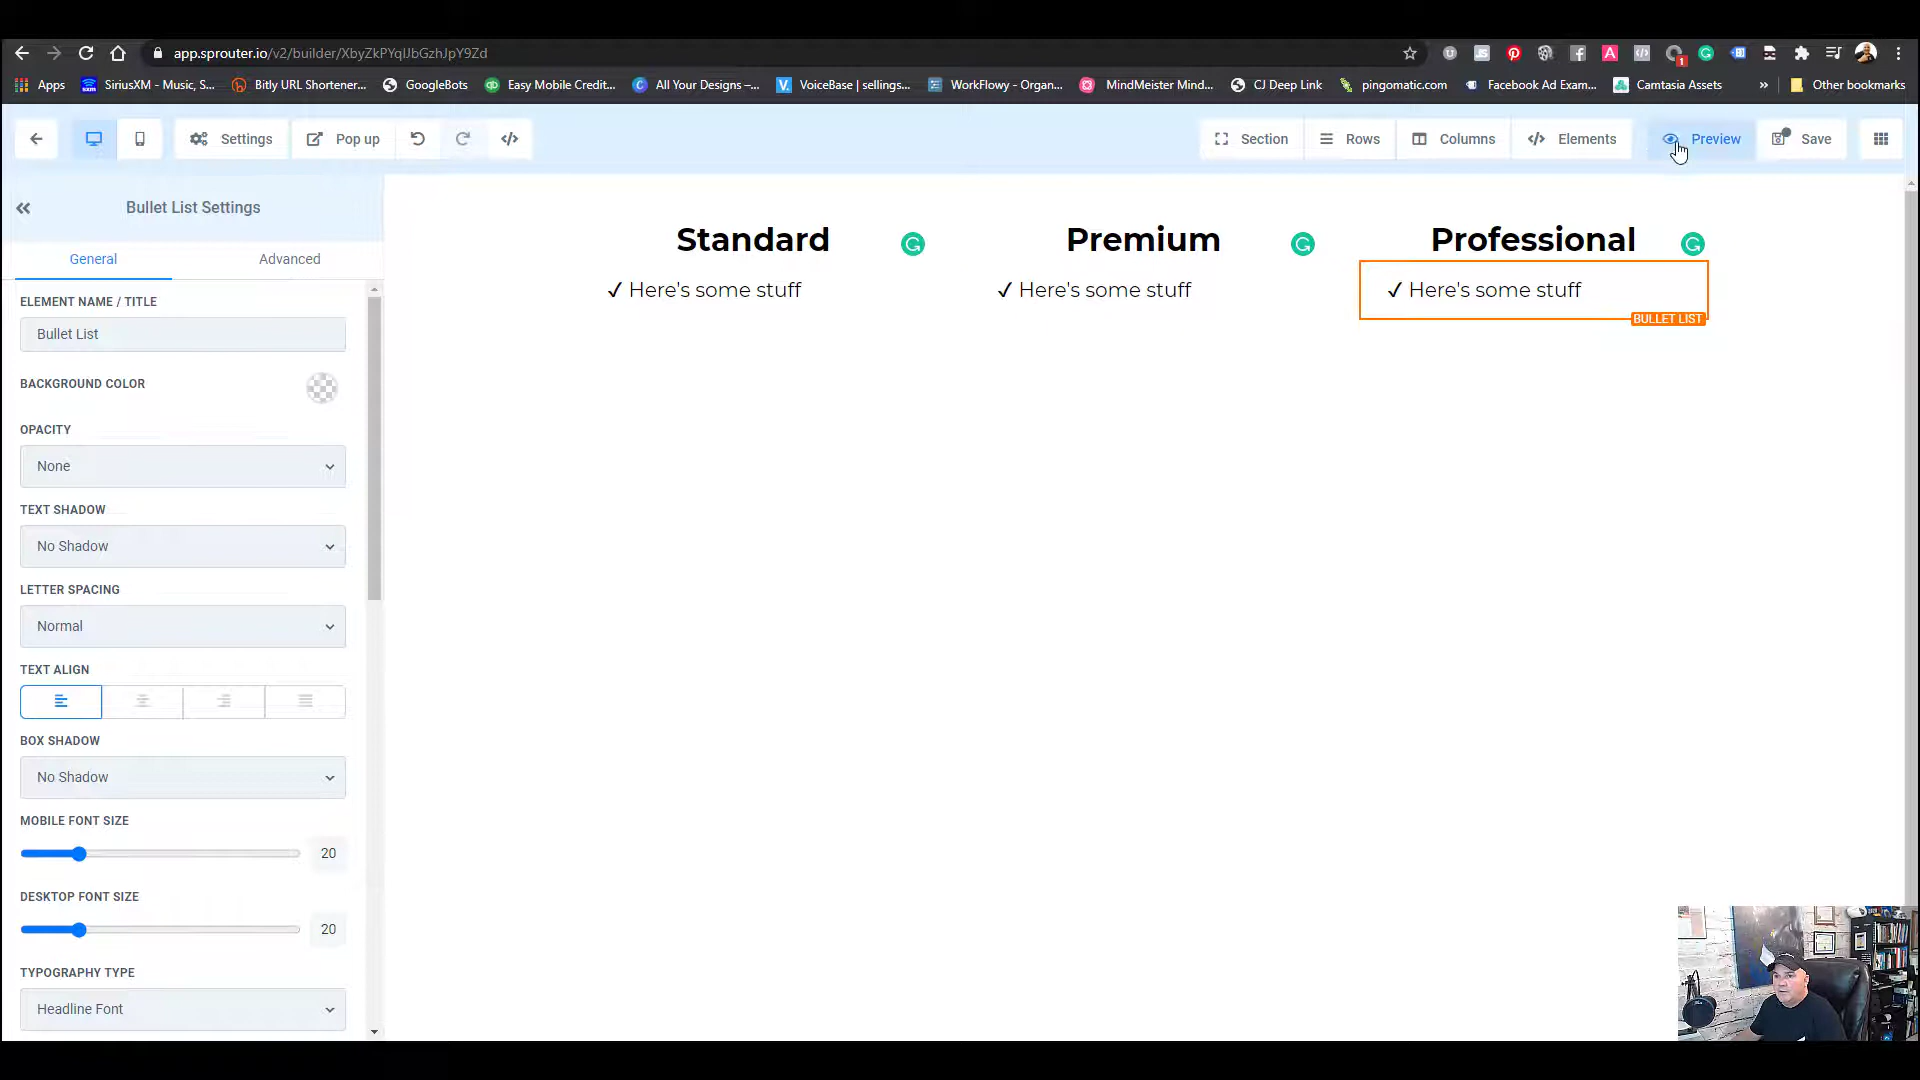 app.sprouter.io/v2/builder/XbyZkPYqlJbGzhJpY9Zd
1
Apps
sxm
SiriusXM - Music, S...
Bitly URL Shortener...
GoogleBots
Easy Mobile Credit...
All Your Designs –...
VoiceBase | sellings...
WorkFlowy - Organ...
MindMeister Mind...
CJ Deep Link
pingomatic.com
Facebook Ad Exam...
Camtasia Assets
»
Other bookmarks
Settings
Pop up
Section
Rows
Columns
Elements
Preview
Save
Bullet List Settings
General
Advanced
ELEMENT NAME / TITLE
Bullet List
BACKGROUND COLOR
OPACITY
None
TEXT SHADOW
No Shadow
LETTER SPACING
Normal
TEXT ALIGN
BOX SHADOW
No Shadow
MOBILE FONT SIZE
20
DESKTOP FONT SIZE
20
TYPOGRAPHY TYPE
Headline Font
Standard
✓ Here's some stuff
Premium
✓ Here's some stuff
Professional
✓ Here's some stuff
BULLET LIST